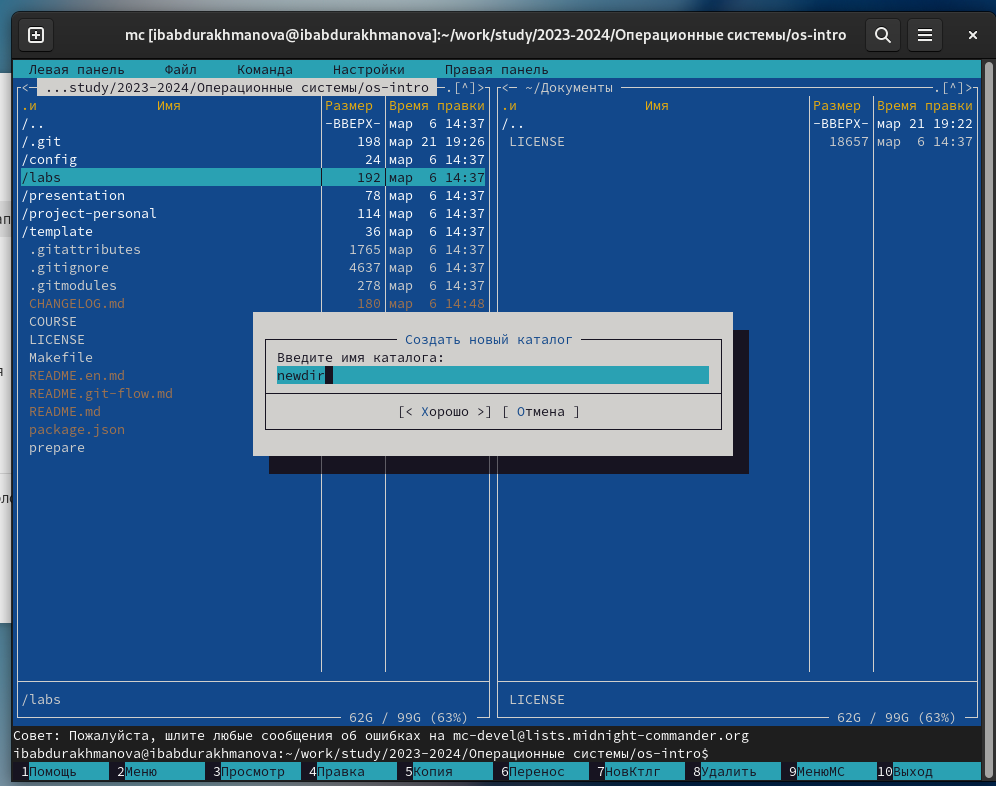 mc [ibabdurakhmanova@ibabdurakhmanova]:~/work/study/2023-2024/Операционные системы/os-intro
Левая панель Файл Команда Настройки Правая панель
<─ ...study/2023-2024/Операционные системы/os-intro ─.[^]> <─ ~/Документы ─.[^]>
.и Имя Размер Время правки .и Имя Размер Время правки
/.. -ВВЕРХ- мар 6 14:37 /.. -ВВЕРХ- мар 21 19:22
/.git 198 мар 21 19:26 LICENSE 18657 мар 6 14:37
/config 24 мар 6 14:37
/labs 192 мар 6 14:37
/presentation 78 мар 6 14:37
/project-personal 114 мар 6 14:37
/template 36 мар 6 14:37
.gitattributes 1765 мар 6 14:37
.gitignore 4637 мар 6 14:37
.gitmodules 278 мар 6 14:37
CHANGELOG.md 180 мар 6 14:48
COURSE
LICENSE
Makefile
README.en.md
README.git-flow.md
README.md
package.json
prepare
Создать новый каталог
Введите имя каталога:
newdir
[< Хорошо >] [ Отмена ]
/labs LICENSE
62G / 99G (63%) 62G / 99G (63%)
Совет: Пожалуйста, шлите любые сообщения об ошибках на mc-devel@lists.midnight-commander.org
ibabdurakhmanova@ibabdurakhmanova:~/work/study/2023-2024/Операционные системы/os-intro$
1Помощь 2Меню 3Просмотр 4Правка 5Копия 6Перенос 7НовКтлг 8Удалить 9МенюМС 10Выход